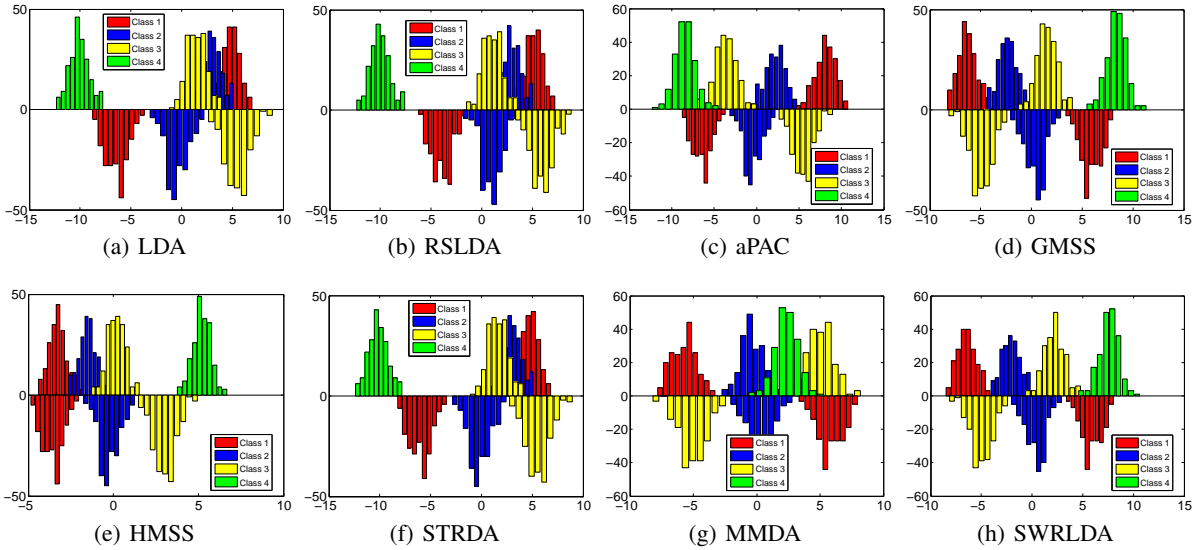 50
0
−50
−15 −10 −5 0 5 10
Class 1
Class 2
Class 3
Class 4
(a) LDA
50
0
−50
−15 −10 −5 0 5 10
Class 1
Class 2
Class 3
Class 4
(b) RSLDA
60
40
20
0
−20
−40
−60
−15 −10 −5 0 5 10 15
Class 1
Class 2
Class 3
Class 4
(c) aPAC
50
0
−50
−10 −5 0 5 10 15
Class 1
Class 2
Class 3
Class 4
(d) GMSS
50
0
−50
−5 0 5 10
Class 1
Class 2
Class 3
Class 4
(e) HMSS
50
0
−50
−15 −10 −5 0 5 10
Class 1
Class 2
Class 3
Class 4
(f) STRDA
60
40
20
0
−20
−40
−60
−10 −5 0 5 10
Class 1
Class 2
Class 3
Class 4
(g) MMDA
60
40
20
0
−20
−40
−60
−10 −5 0 5 10 15
Class 1
Class 2
Class 3
Class 4
(h) SWRLDA